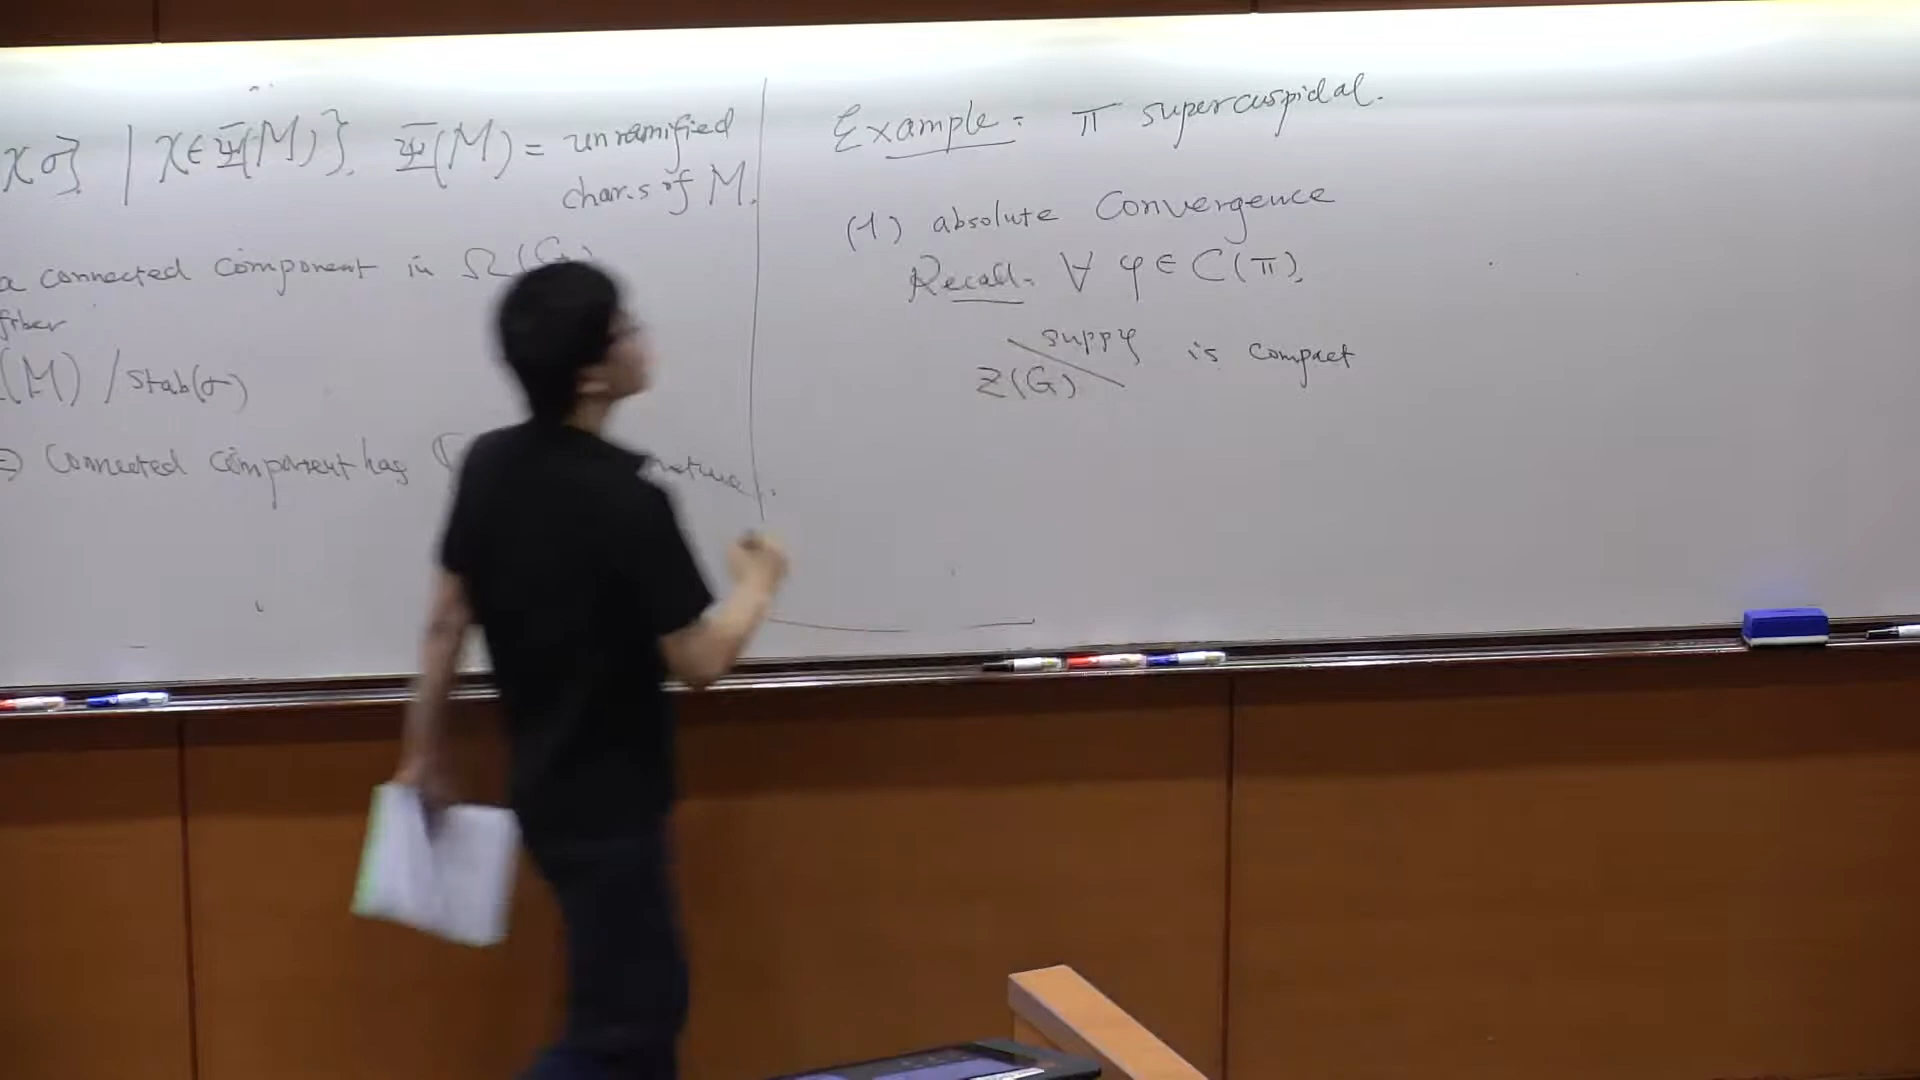 χσ} | χ∈Ψ(M)}. Ψ(M) = unramified
chars of M.
a connected component in Ω(G)
fiber
(M) / Stab(σ)
⇒ Connected component has
Example: π supercuspidal.
(1) absolute Convergence
Recall: ∀ φ ∈ C(π),
Z(G) \ supp φ is compact